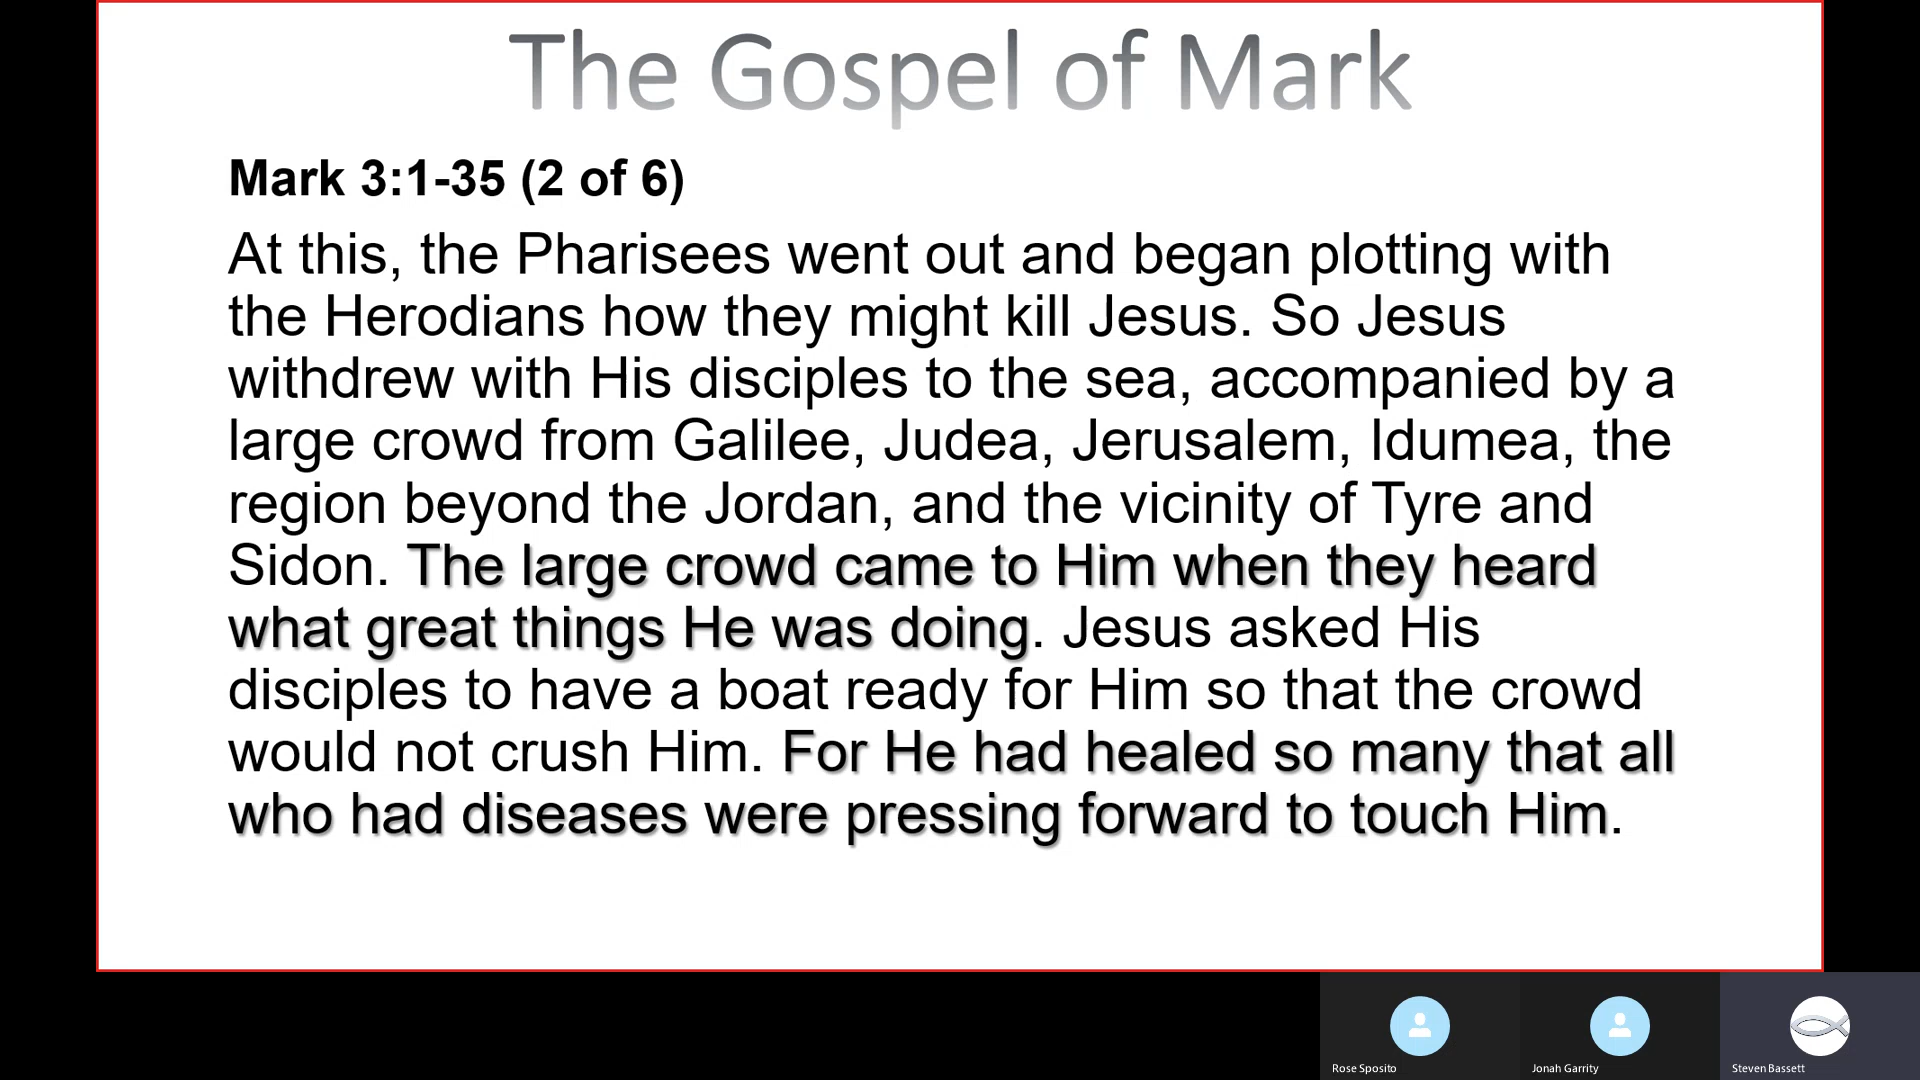 The Gospel of Mark
Mark 3:1-35 (2 of 6)
At this, the Pharisees went out and began plotting with
the Herodians how they might kill Jesus. So Jesus
withdrew with His disciples to the sea, accompanied by a
large crowd from Galilee, Judea, Jerusalem, Idumea, the
region beyond the Jordan, and the vicinity of Tyre and
Sidon. The large crowd came to Him when they heard
what great things He was doing. Jesus asked His
disciples to have a boat ready for Him so that the crowd
would not crush Him. For He had healed so many that all
who had diseases were pressing forward to touch Him.
Rose Sposito
Jonah Garrity
Steven Bassett